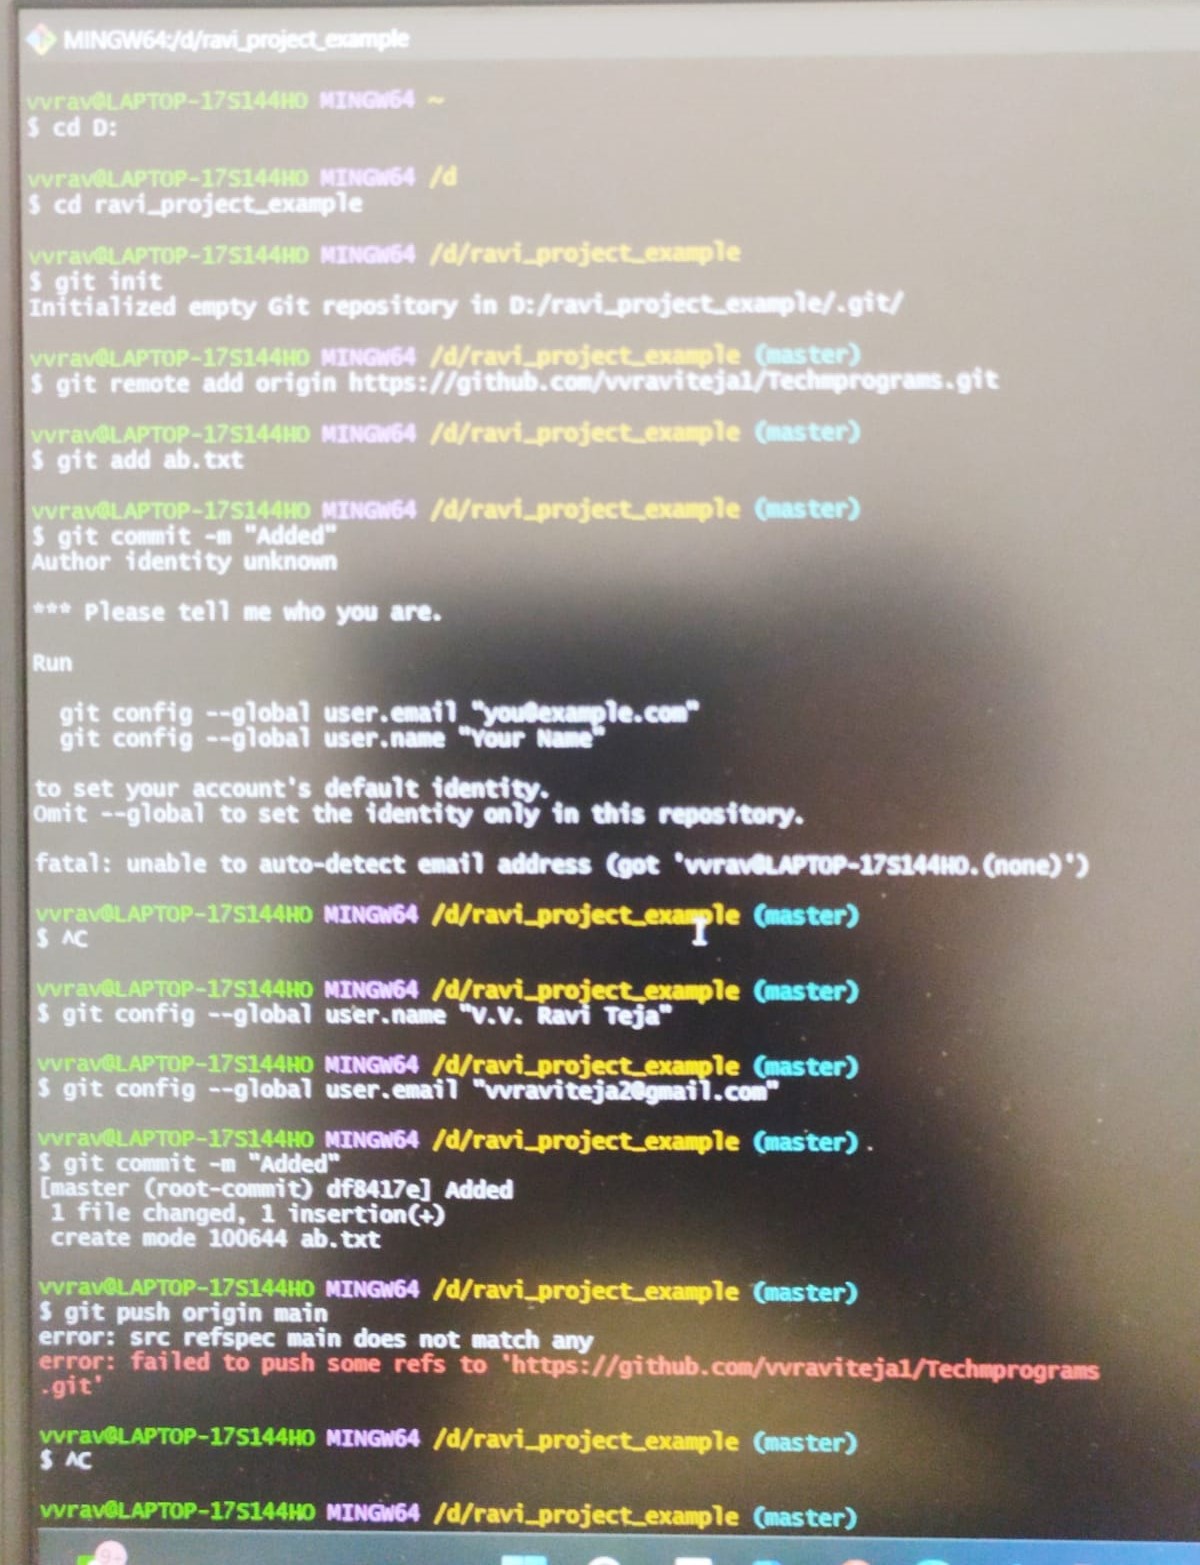 MINGW64:/d/ravi_project_example
vvrav@LAPTOP-17S144HO MINGW64 ~
$ cd D:
vvrav@LAPTOP-17S144HO MINGW64 /d
$ cd ravi_project_example
vvrav@LAPTOP-17S144HO MINGW64 /d/ravi_project_example
$ git init
Initialized empty Git repository in D:/ravi_project_example/.git/
vvrav@LAPTOP-17S144HO MINGW64 /d/ravi_project_example (master)
$ git remote add origin https://github.com/vvraviteja1/Techmprograms.git
vvrav@LAPTOP-17S144HO MINGW64 /d/ravi_project_example (master)
$ git add ab.txt
vvrav@LAPTOP-17S144HO MINGW64 /d/ravi_project_example (master)
$ git commit -m "Added"
Author identity unknown
*** Please tell me who you are.
Run
git config --global user.email "you@example.com"
git config --global user.name "Your Name"
to set your account's default identity.
Omit --global to set the identity only in this repository.
fatal: unable to auto-detect email address (got 'vvrav@LAPTOP-17S144HO.(none)')
vvrav@LAPTOP-17S144HO MINGW64 /d/ravi_project_example (master)
$ ^C
vvrav@LAPTOP-17S144HO MINGW64 /d/ravi_project_example (master)
$ git config --global user.name "V.V. Ravi Teja"
vvrav@LAPTOP-17S144HO MINGW64 /d/ravi_project_example (master)
$ git config --global user.email "vvraviteja2@gmail.com"
vvrav@LAPTOP-17S144HO MINGW64 /d/ravi_project_example (master)
$ git commit -m "Added"
[master (root-commit) df8417e] Added
1 file changed, 1 insertion(+)
create mode 100644 ab.txt
vvrav@LAPTOP-17S144HO MINGW64 /d/ravi_project_example (master)
$ git push origin main
error: src refspec main does not match any
error: failed to push some refs to 'https://github.com/vvraviteja1/Techmprograms
.git'
vvrav@LAPTOP-17S144HO MINGW64 /d/ravi_project_example (master)
$ ^C
vvrav@LAPTOP-17S144HO MINGW64 /d/ravi_project_example (master)
9+